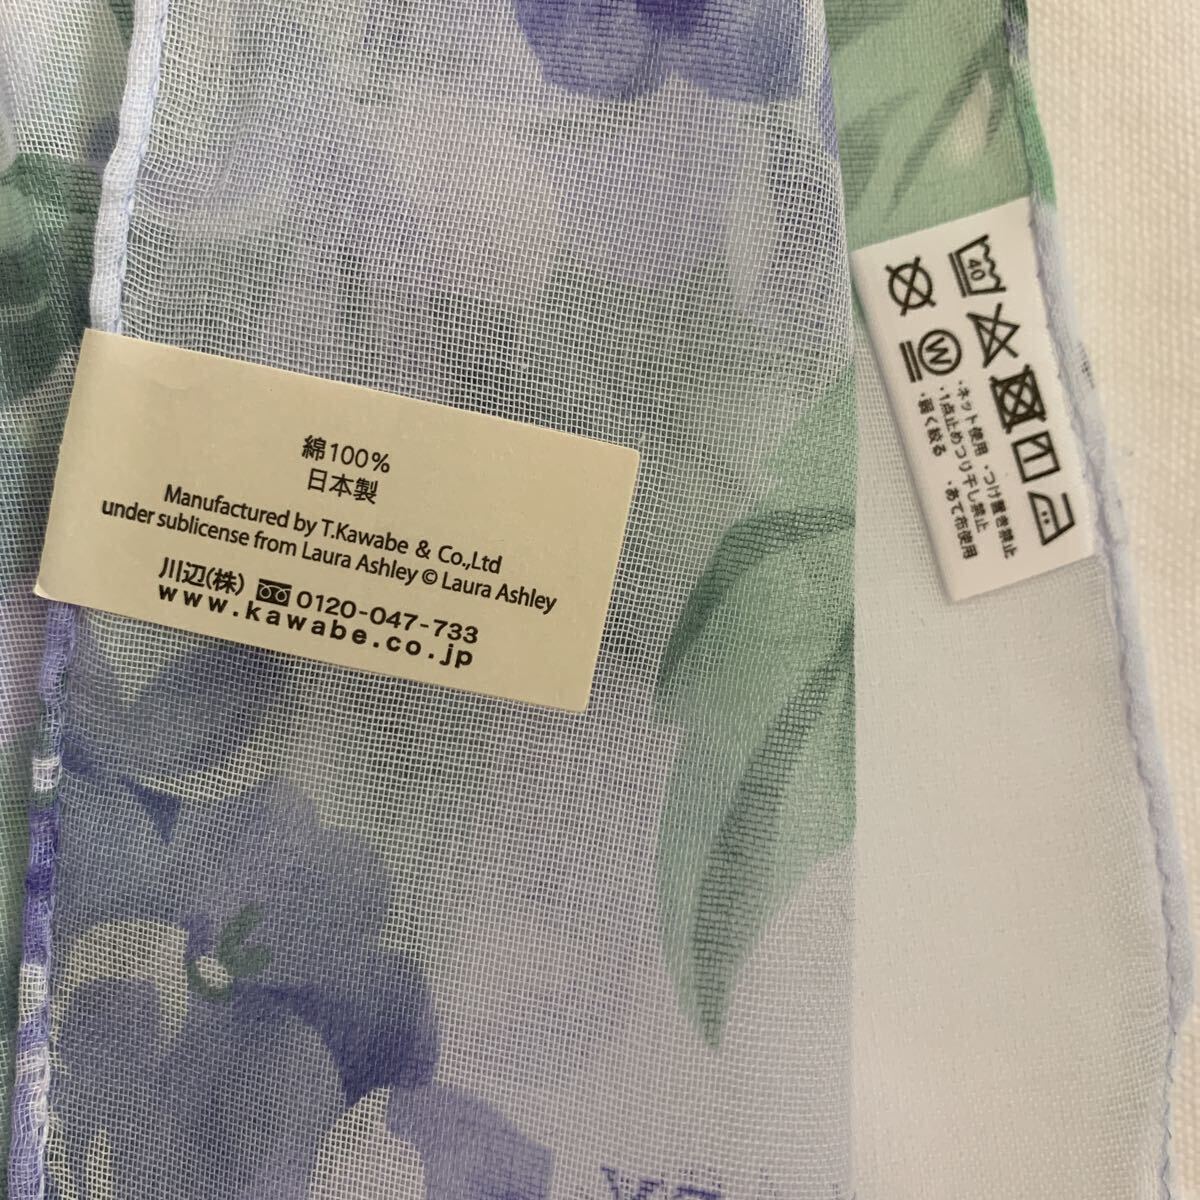 綿100%
日本製
Manufactured by T.Kawabe & Co.,Ltd
under sublicense from Laura Ashley © Laura Ashley
川辺(株) 0120-047-733
www.kawabe.co.jp
40
W
・ネット使用 ・つけ置き禁止
・1点止めつり干し禁止
・弱く絞る ・あて布使用